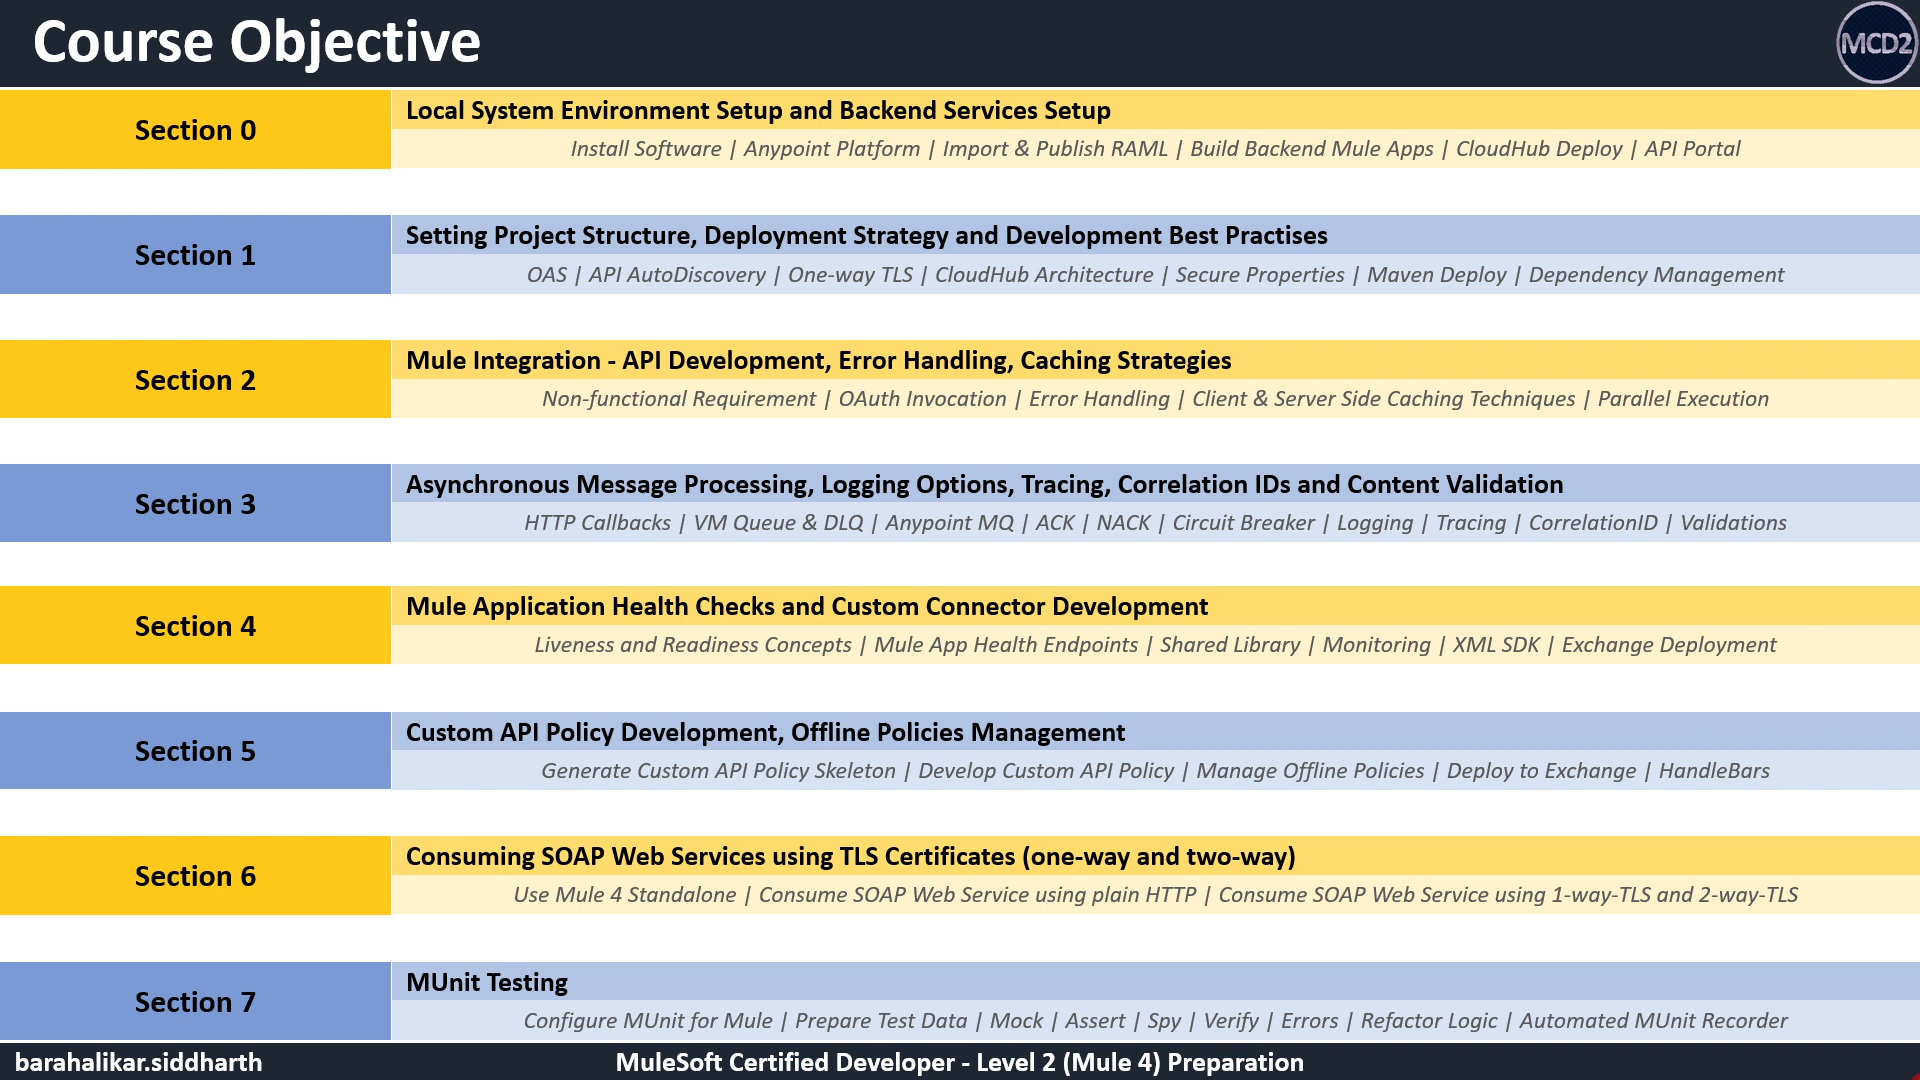 Course Objective
MCD2
Section 0
Local System Environment Setup and Backend Services Setup
Install Software | Anypoint Platform | Import & Publish RAML | Build Backend Mule Apps | CloudHub Deploy | API Portal
Section 1
Setting Project Structure, Deployment Strategy and Development Best Practises
OAS | API AutoDiscovery | One-way TLS | CloudHub Architecture | Secure Properties | Maven Deploy | Dependency Management
Section 2
Mule Integration - API Development, Error Handling, Caching Strategies
Non-functional Requirement | OAuth Invocation | Error Handling | Client & Server Side Caching Techniques | Parallel Execution
Section 3
Asynchronous Message Processing, Logging Options, Tracing, Correlation IDs and Content Validation
HTTP Callbacks | VM Queue & DLQ | Anypoint MQ | ACK | NACK | Circuit Breaker | Logging | Tracing | CorrelationID | Validations
Section 4
Mule Application Health Checks and Custom Connector Development
Liveness and Readiness Concepts | Mule App Health Endpoints | Shared Library | Monitoring | XML SDK | Exchange Deployment
Section 5
Custom API Policy Development, Offline Policies Management
Generate Custom API Policy Skeleton | Develop Custom API Policy | Manage Offline Policies | Deploy to Exchange | HandleBars
Section 6
Consuming SOAP Web Services using TLS Certificates (one-way and two-way)
Use Mule 4 Standalone | Consume SOAP Web Service using plain HTTP | Consume SOAP Web Service using 1-way-TLS and 2-way-TLS
Section 7
MUnit Testing
Configure MUnit for Mule | Prepare Test Data | Mock | Assert | Spy | Verify | Errors | Refactor Logic | Automated MUnit Recorder
barahalikar.siddharth
MuleSoft Certified Developer - Level 2 (Mule 4) Preparation